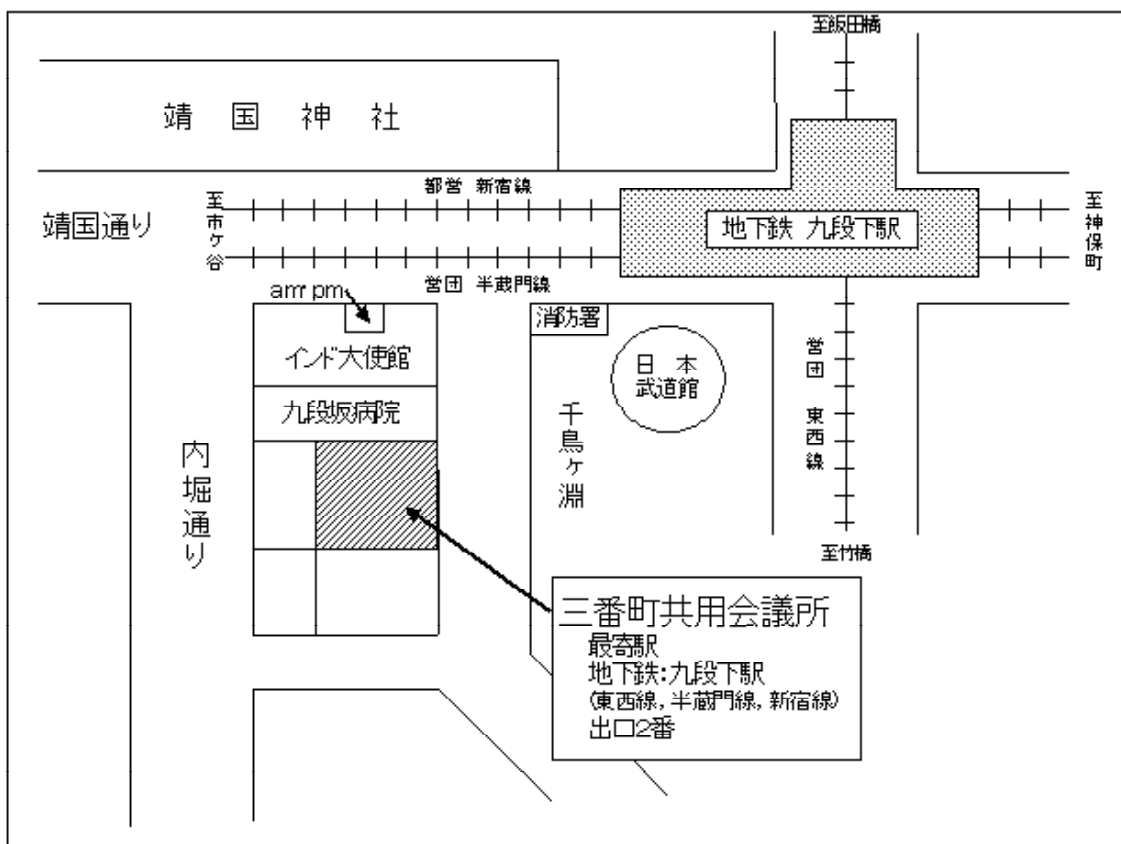 至飯田橋
靖国神社
都営 新宿線
靖国通り
至市ヶ谷
地下鉄 九段下駅
至神保町
営団 半蔵門線
am pm
消防署
インド大使館
日本
武道館
営団 東西線
九段坂病院
千鳥ヶ淵
内堀通り
至竹橋
三番町共用会議所
最寄駅
地下鉄:九段下駅
(東西線,半蔵門線,新宿線)
出口2番